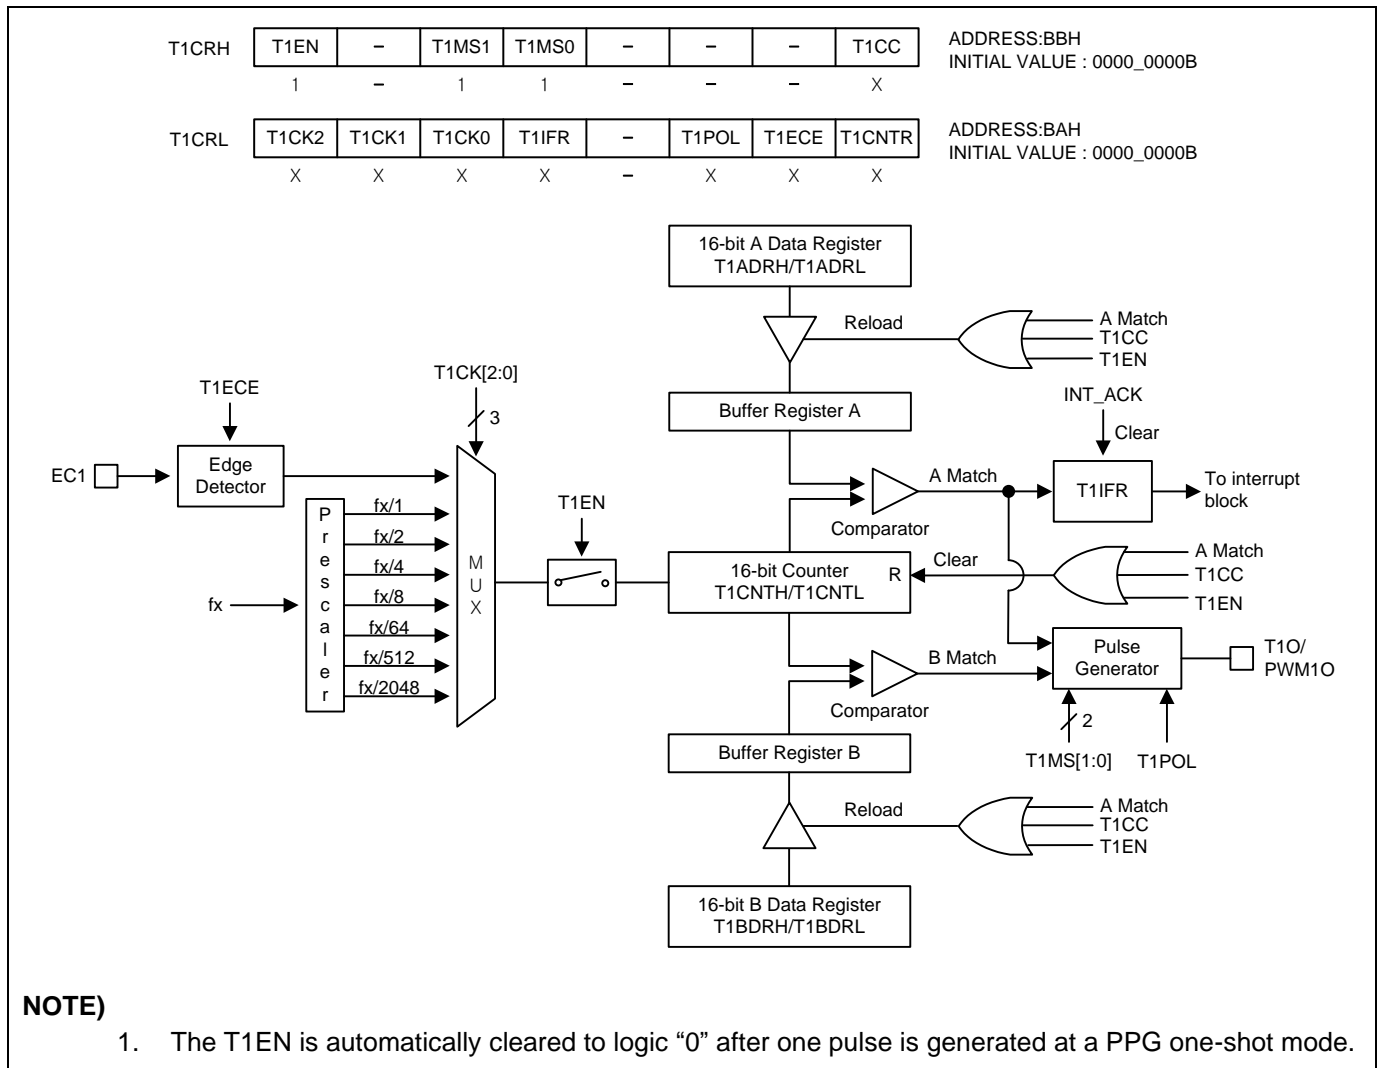 T1CRH T1EN – T1MS1 T1MS0 – – – T1CC ADDRESS:BBH
INITIAL VALUE : 0000_0000B
1 – 1 1 – – – X
T1CRL T1CK2 T1CK1 T1CK0 T1IFR – T1POL T1ECE T1CNTR ADDRESS:BAH
INITIAL VALUE : 0000_0000B
X X X X – X X X
16-bit A Data Register
T1ADRH/T1ADRL
Reload
A Match
T1CC
T1EN
T1CK[2:0]
3
T1ECE
Buffer Register A
INT_ACK
Clear
EC1
Edge
Detector
A Match
T1IFR
To interrupt
block
Comparator
T1EN
Prescaler
fx/1
fx/2
fx/4
fx/8
fx/64
fx/512
fx/2048
fx
MUX
16-bit Counter
T1CNTH/T1CNTL
R
Clear
A Match
T1CC
T1EN
B Match
Comparator
Pulse
Generator
T1O/
PWM1O
2
T1MS[1:0]
T1POL
Buffer Register B
Reload
A Match
T1CC
T1EN
16-bit B Data Register
T1BDRH/T1BDRL
NOTE)
1. The T1EN is automatically cleared to logic “0” after one pulse is generated at a PPG one-shot mode.